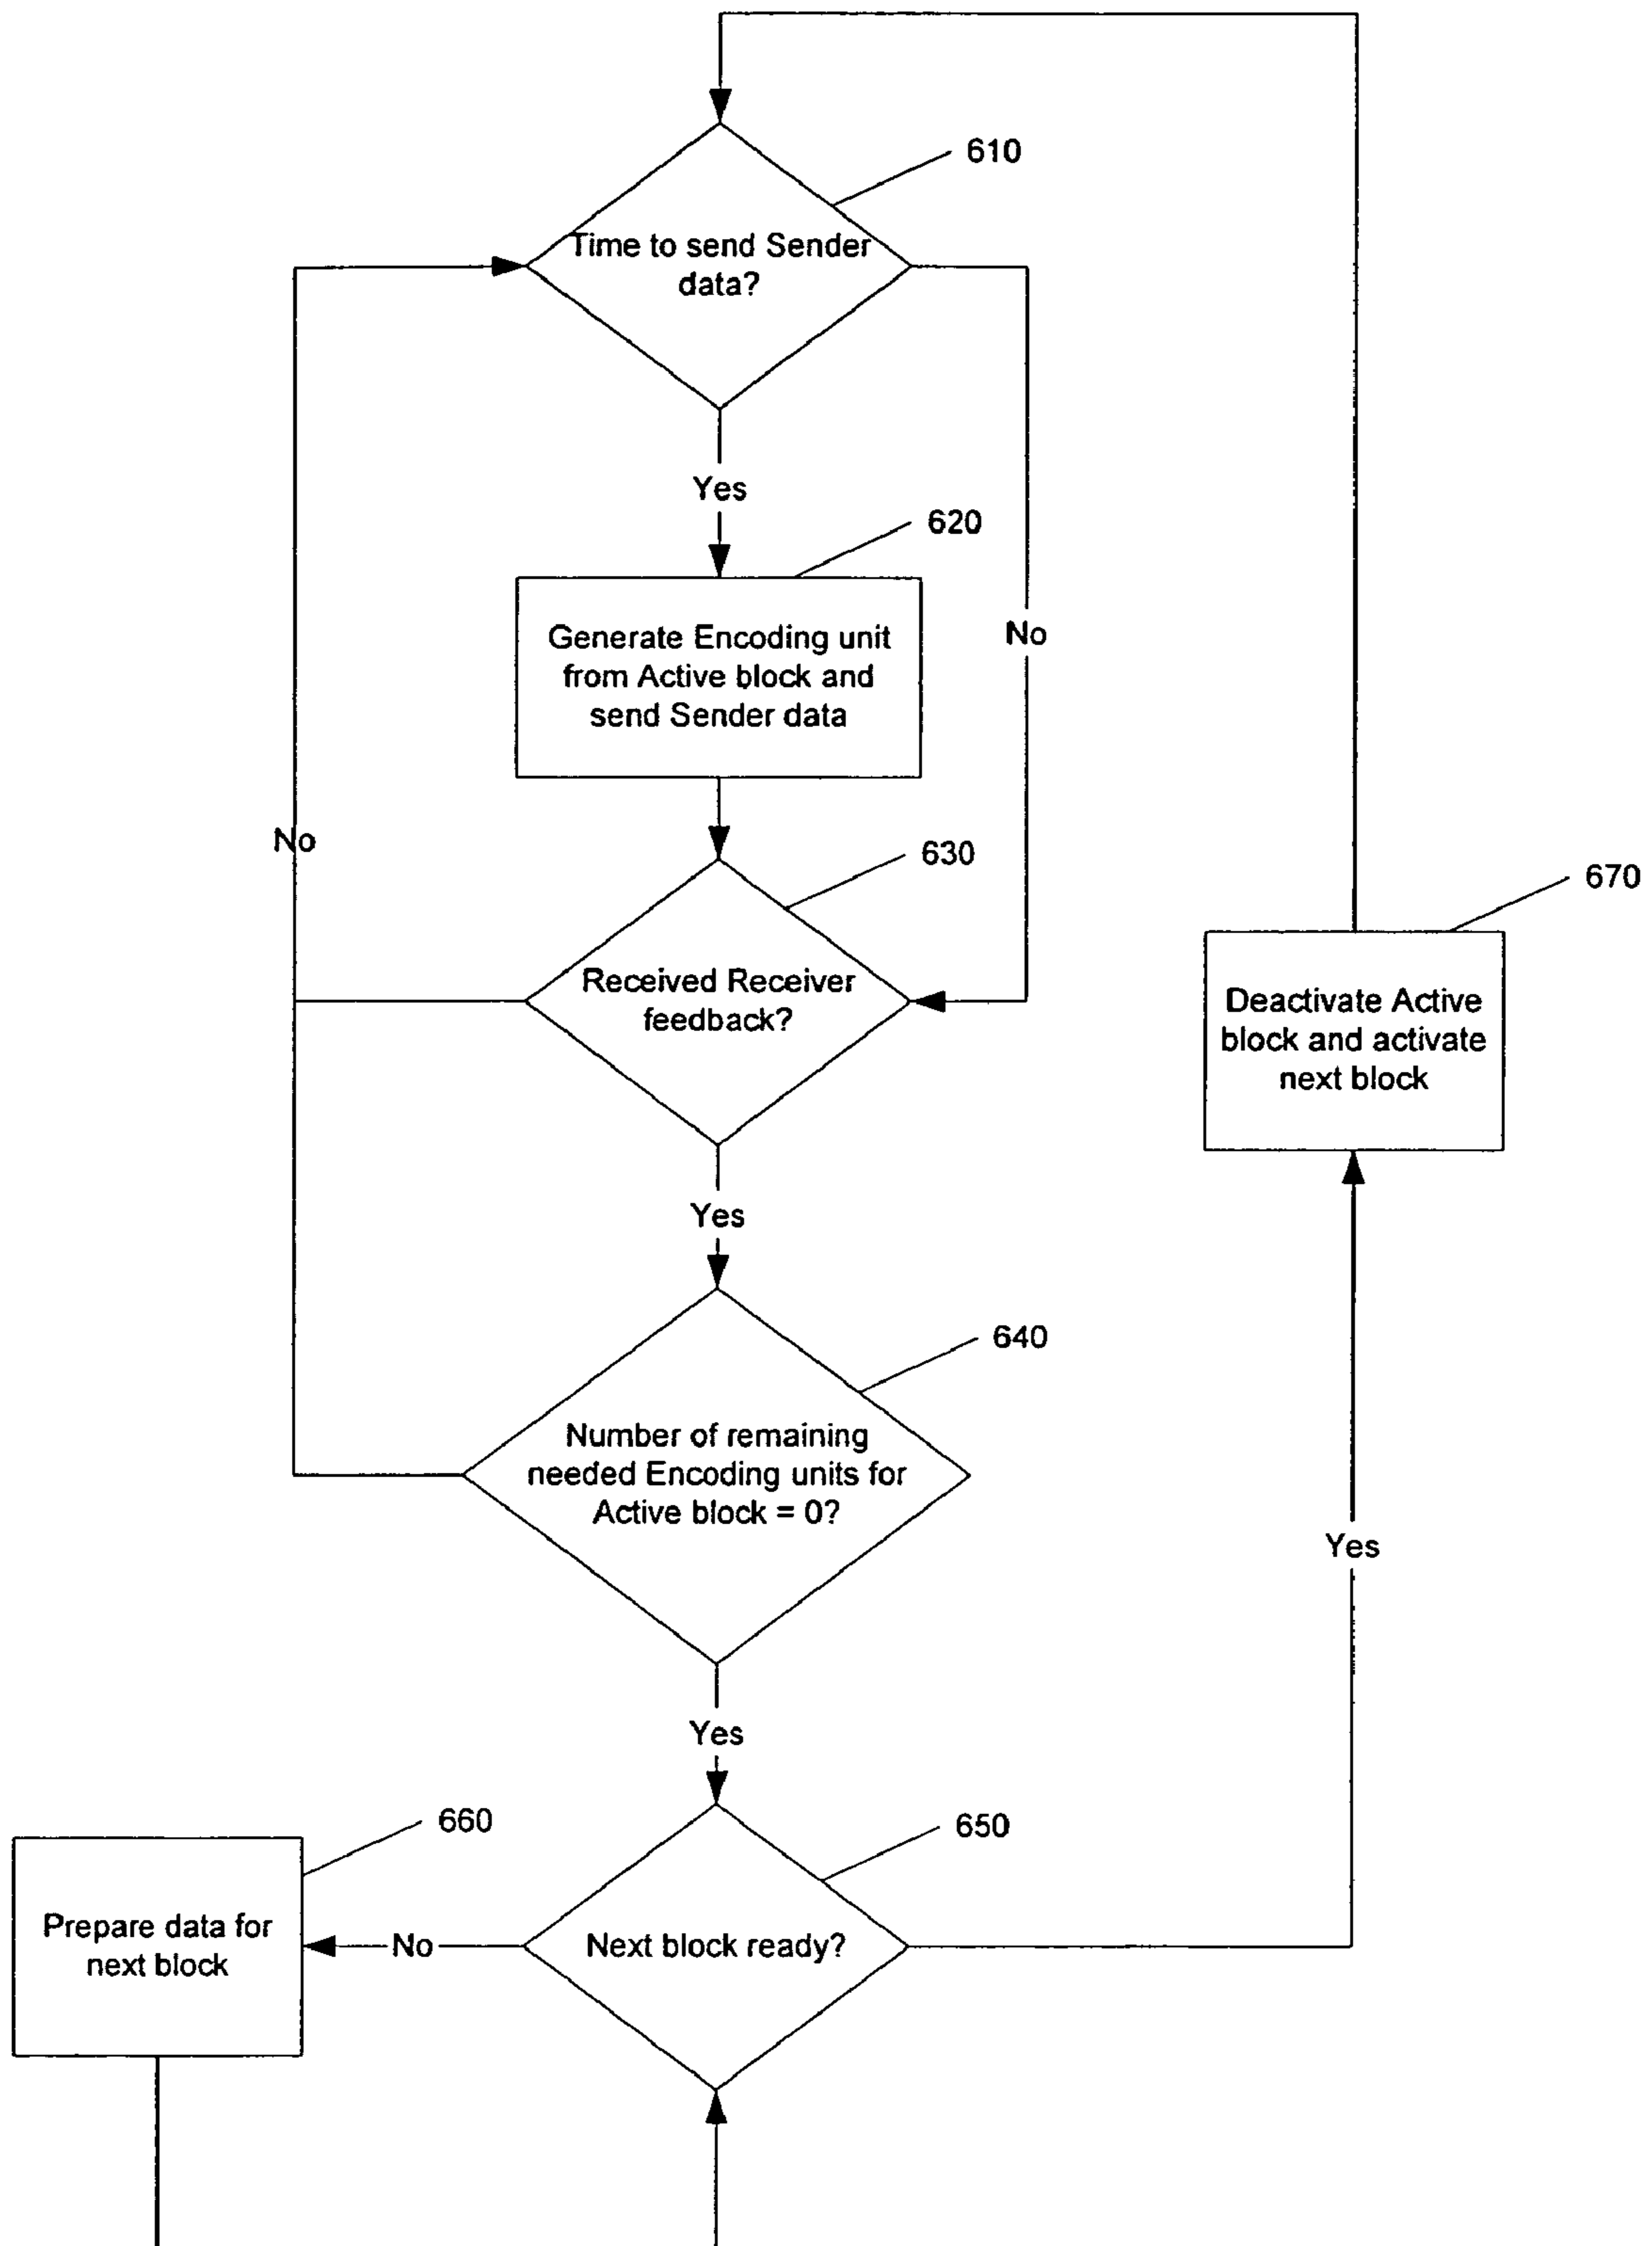 610
Time to send Sender
data?
Yes
620
Generate Encoding unit
from Active block and
send Sender data
No
No
630
Received Receiver
feedback?
670
Deactivate Active
block and activate
next block
Yes
640
Number of remaining
needed Encoding units for
Active block = 0?
Yes
Yes
660
650
Prepare data for
next block
No
Next block ready?